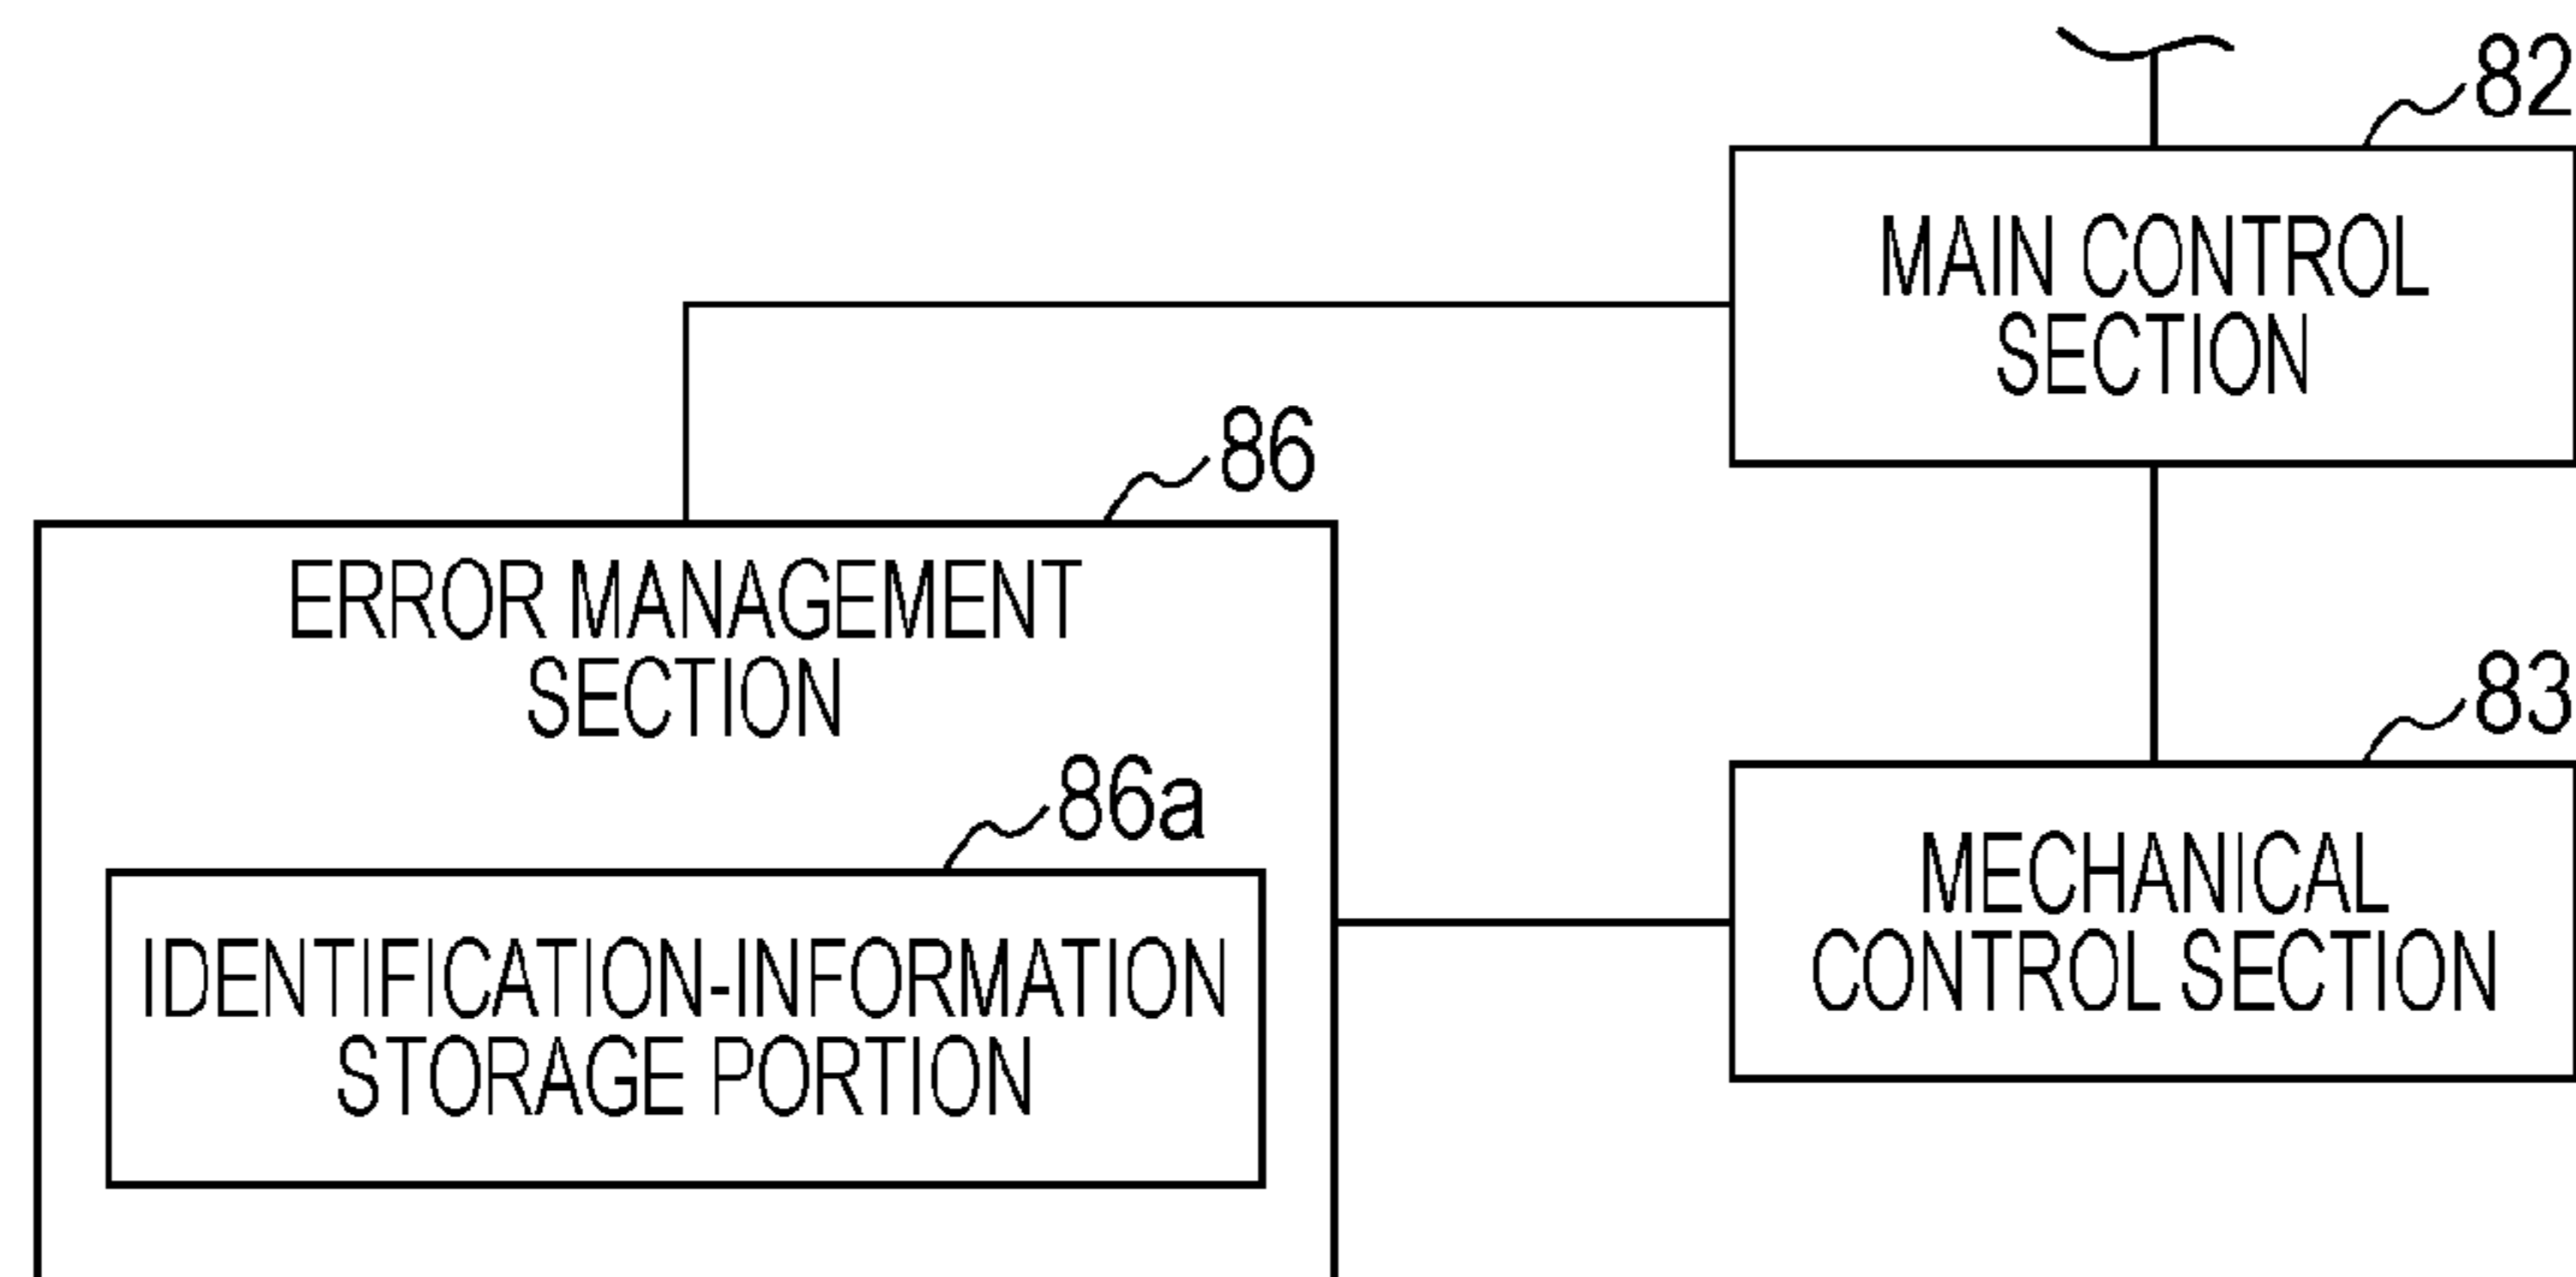 82
MAIN CONTROL
SECTION
86
ERROR MANAGEMENT
SECTION
86a
IDENTIFICATION-INFORMATION
STORAGE PORTION
83
MECHANICAL
CONTROL SECTION